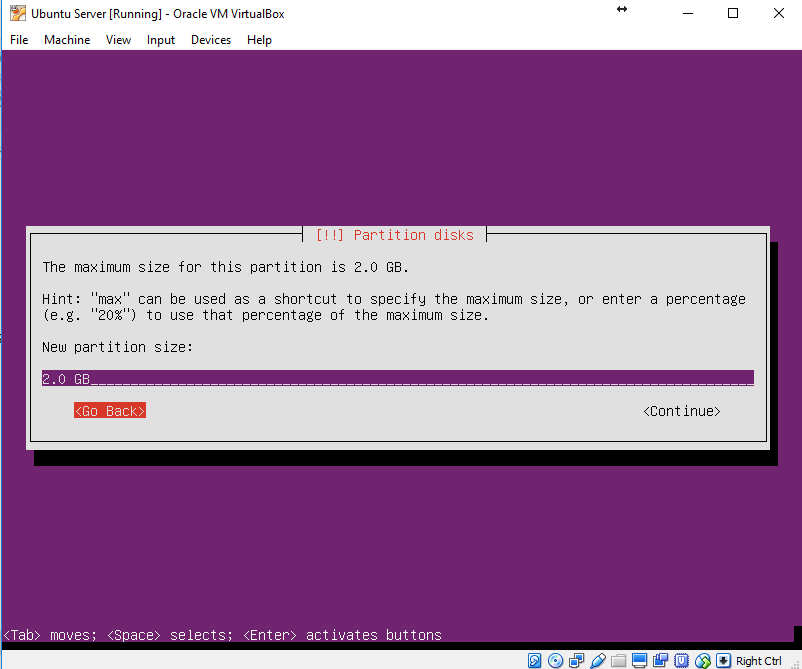 Ubuntu Server [Running] - Oracle VM VirtualBox
File Machine View Input Devices Help
[!!] Partition disks
The maximum size for this partition is 2.0 GB.
Hint: "max" can be used as a shortcut to specify the maximum size, or enter a percentage
(e.g. "20%") to use that percentage of the maximum size.
New partition size:
2.0 GB
<Go Back> <Continue>
<Tab> moves; <Space> selects; <Enter> activates buttons
Right Ctrl